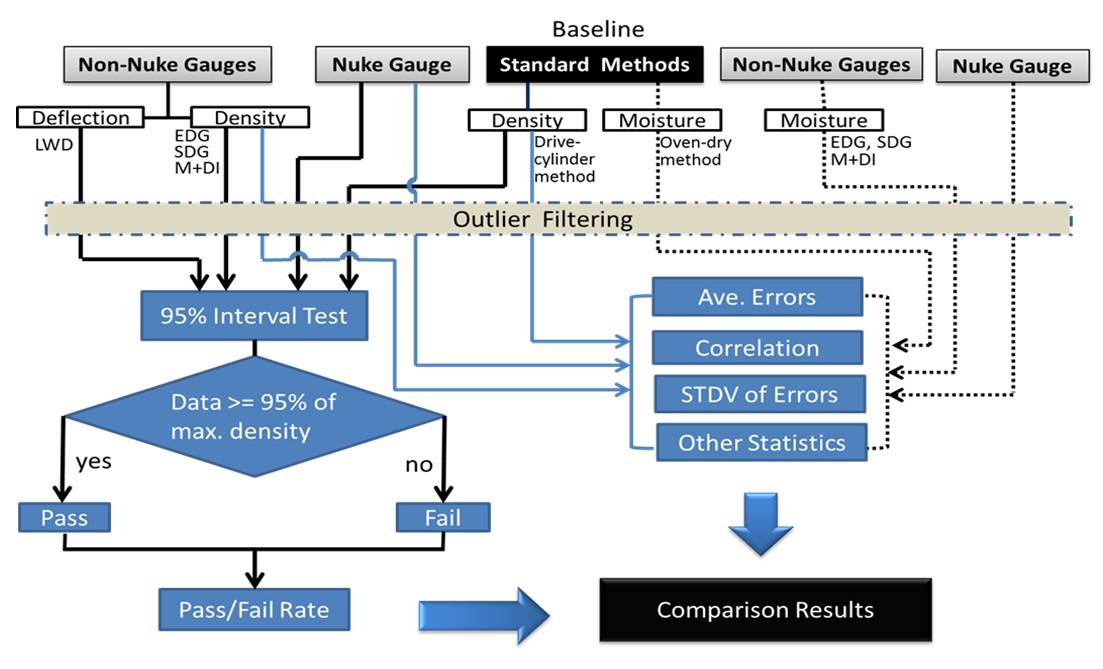 Baseline
Non-Nuke Gauges
Nuke Gauge
Standard Methods
Non-Nuke Gauges
Nuke Gauge
Deflection
Density
Density
Moisture
Moisture
LWD
EDG
SDG
M+DI
Drive-
cylinder
method
Oven-dry
method
EDG, SDG
M+DI
Outlier Filtering
95% Interval Test
Ave. Errors
Correlation
STDV of Errors
Other Statistics
Data >= 95% of
max. density
yes
no
Pass
Fail
Pass/Fail Rate
Comparison Results